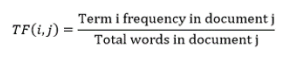 TF(i,j) = Term i frequency in document j / Total words in document j